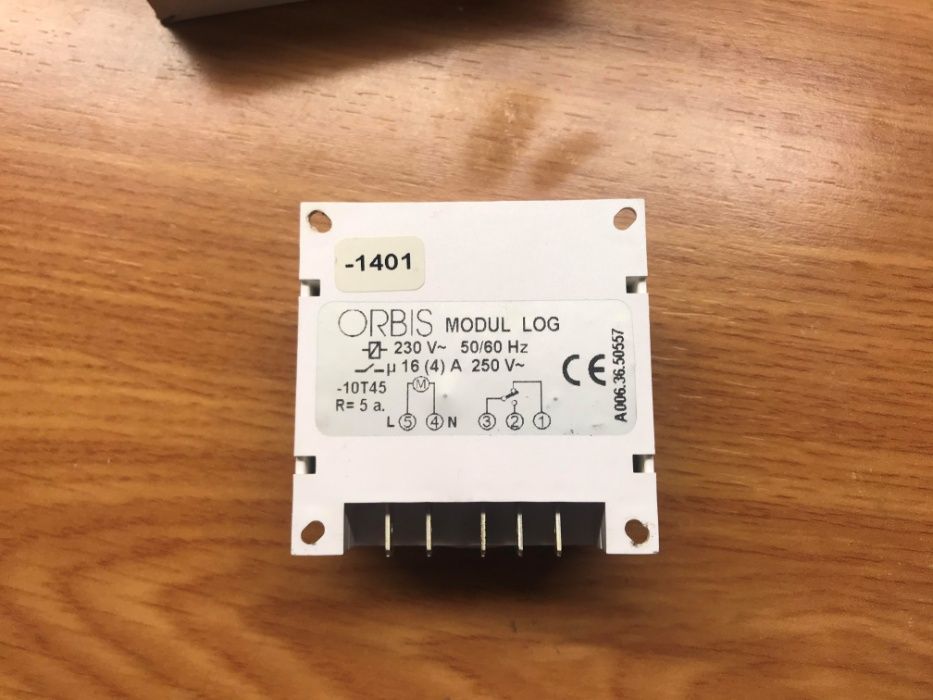 -1401
ORBIS MODUL LOG
230 V~ 50/60 Hz
µ 16 (4) A 250 V~
-10T45
R= 5 a.
L 5 4 N 3 2 1
M
CE
A006.36.50557